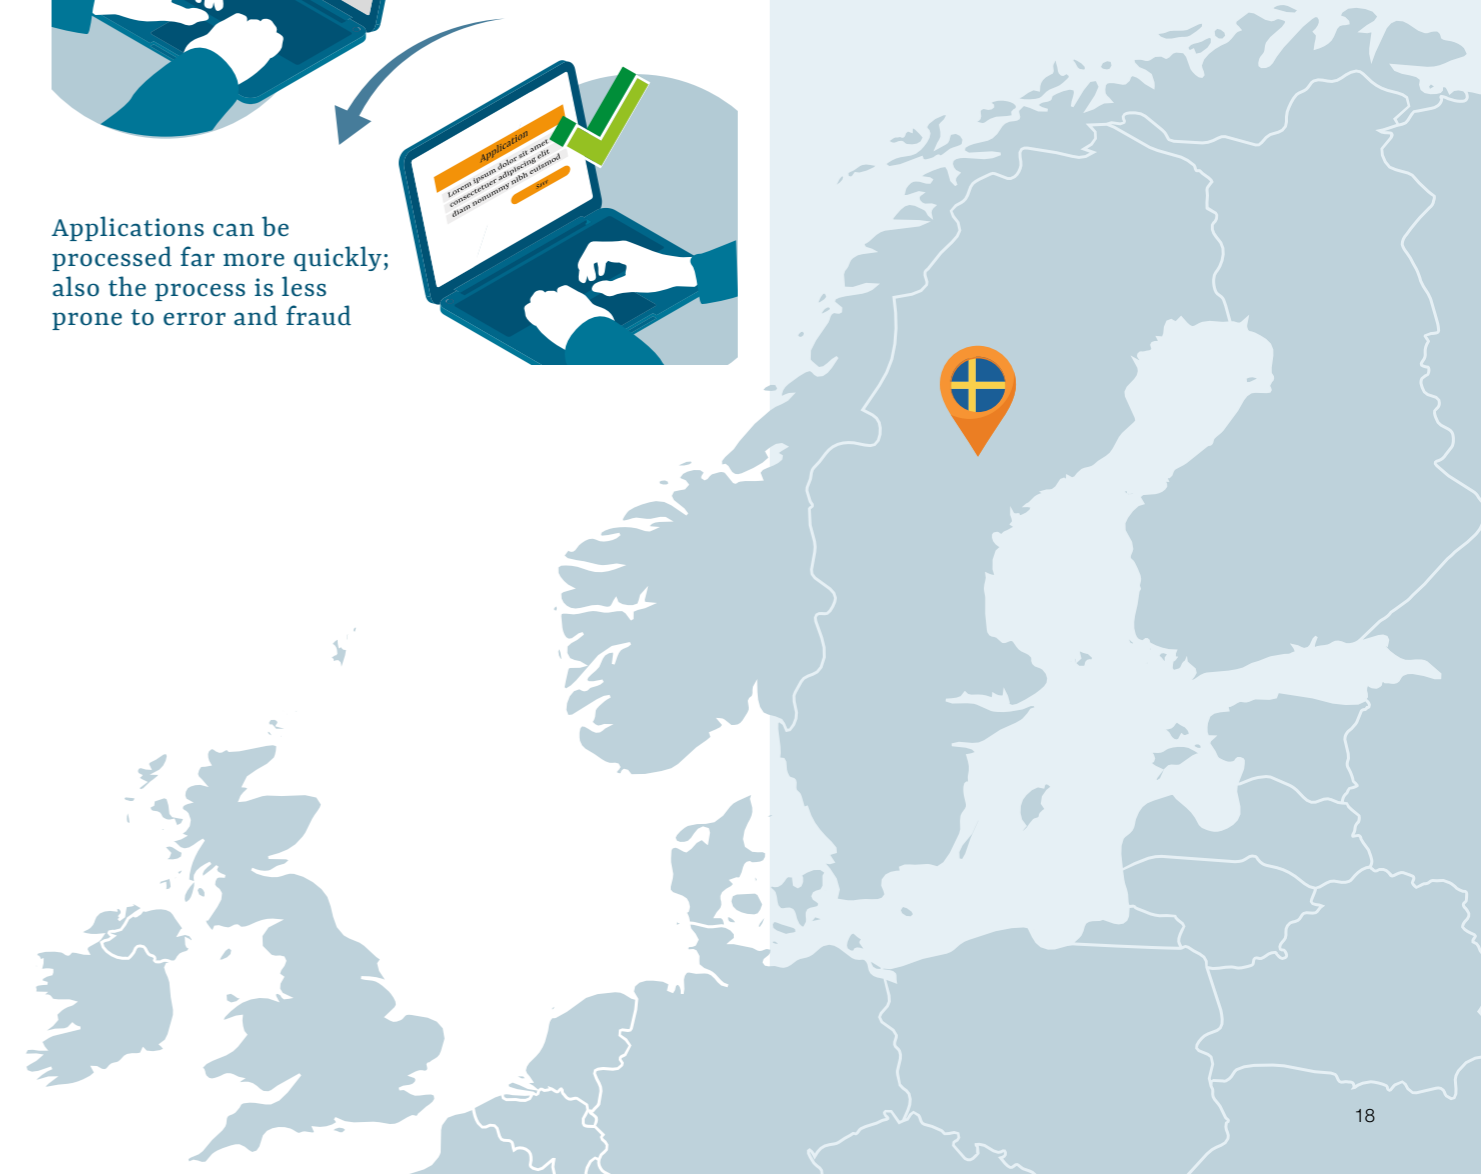 Application
Lorem ipsum dolor sit amet
consectetuer adipiscing elit
diam nonummy nibh euismod
Applications can be
processed far more quickly;
also the process is less
prone to error and fraud
18